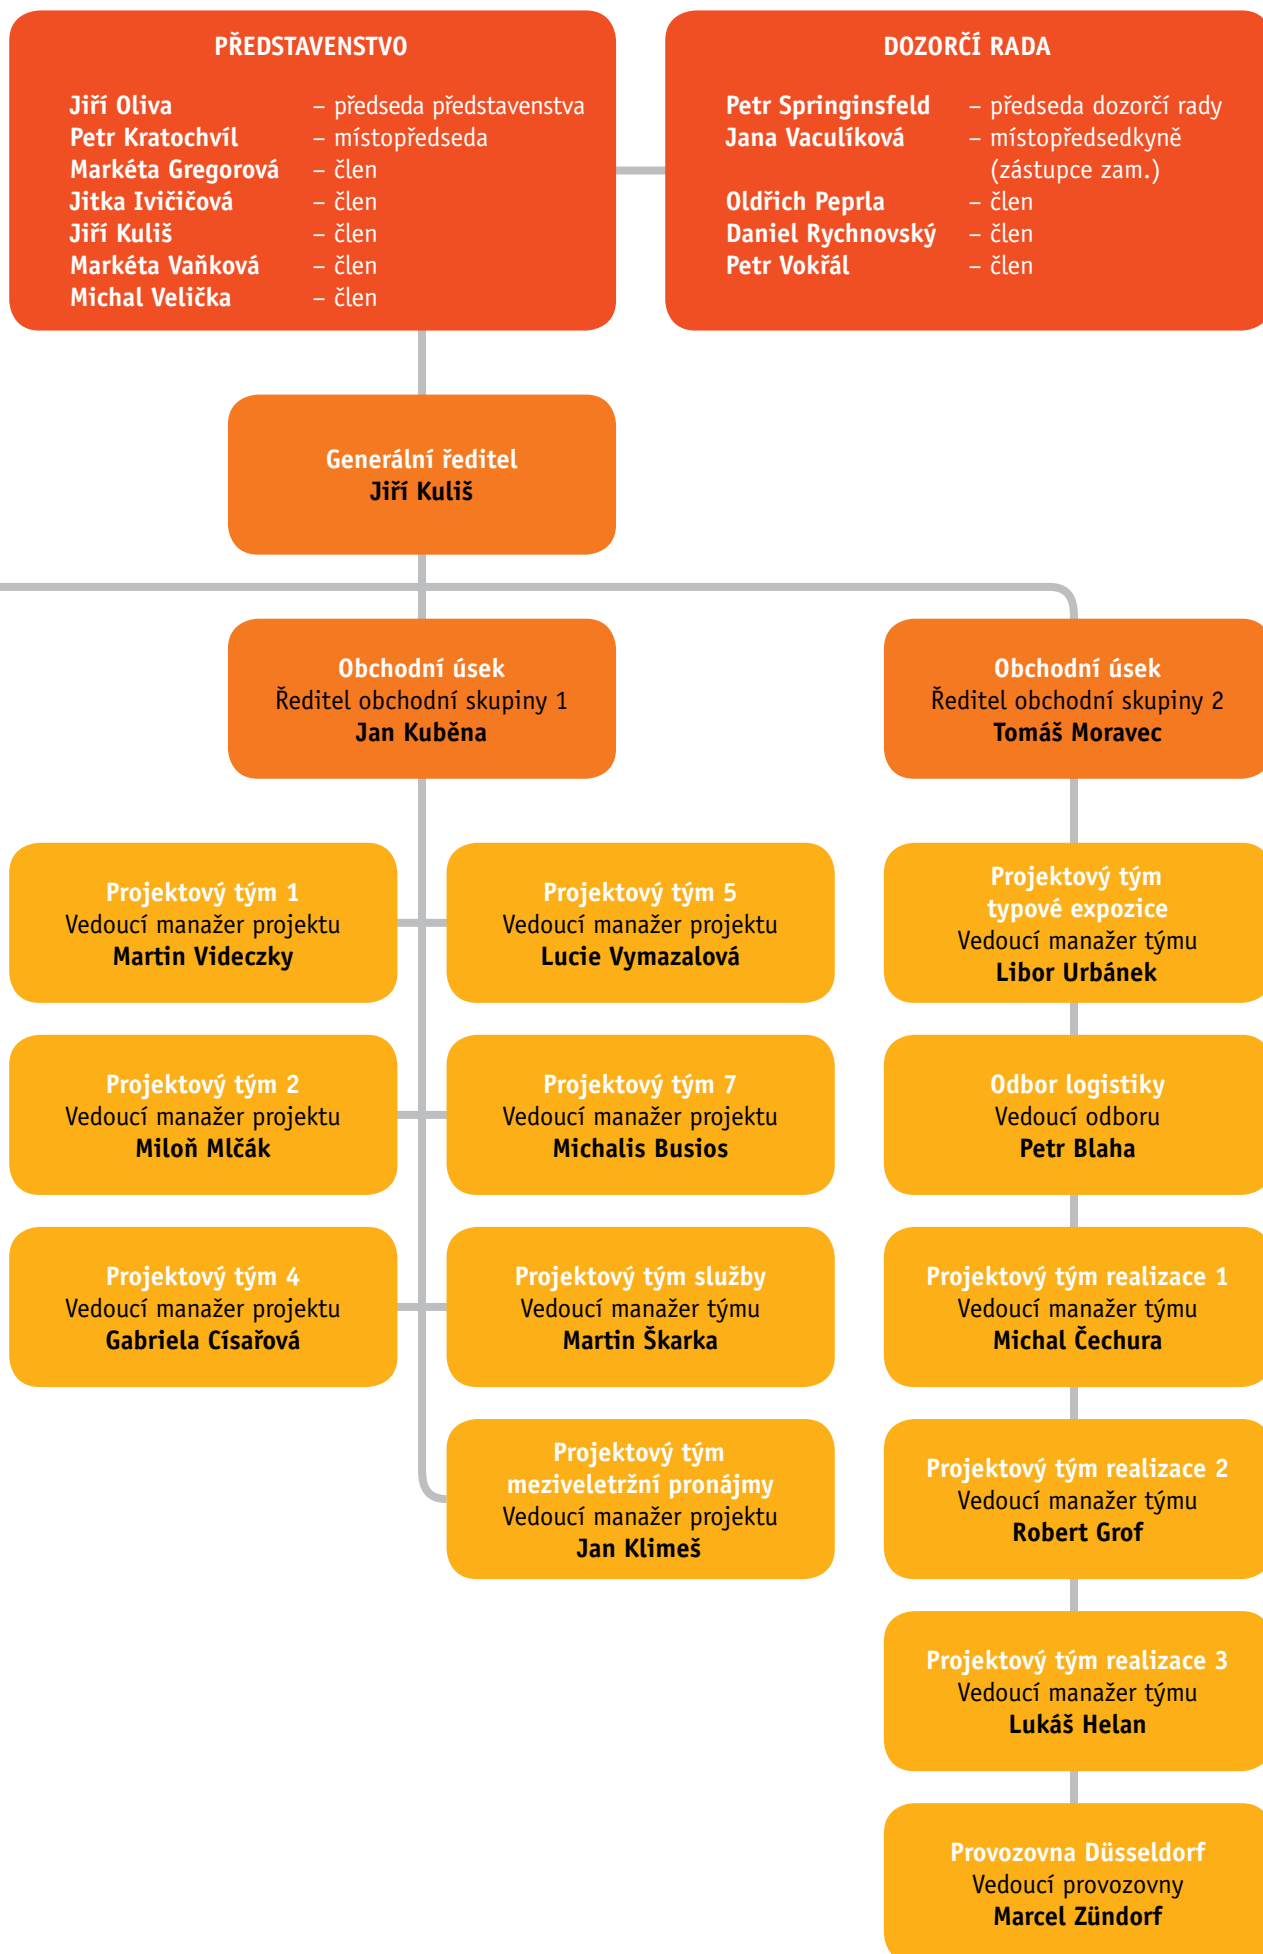 PŘEDSTAVENSTVO
Jiří Oliva – předseda představenstva
Petr Kratochvíl – místopředseda
Markéta Gregorová – člen
Jitka Ivičičová – člen
Jiří Kuliš – člen
Markéta Vaňková – člen
Michal Velička – člen
DOZORČÍ RADA
Petr Springinsfeld – předseda dozorčí rady
Jana Vaculíková – místopředsedkyně
(zástupce zam.)
Oldřich Peprla – člen
Daniel Rychnovský – člen
Petr Vokřál – člen
Generální ředitel
Jiří Kuliš
Obchodní úsek
Ředitel obchodní skupiny 1
Jan Kuběna
Obchodní úsek
Ředitel obchodní skupiny 2
Tomáš Moravec
Projektový tým 1
Vedoucí manažer projektu
Martin Videczky
Projektový tým 5
Vedoucí manažer projektu
Lucie Vymazalová
Projektový tým
typové expozice
Vedoucí manažer týmu
Libor Urbánek
Projektový tým 2
Vedoucí manažer projektu
Miloň Mlčák
Projektový tým 7
Vedoucí manažer projektu
Michalis Busios
Odbor logistiky
Vedoucí odboru
Petr Blaha
Projektový tým 4
Vedoucí manažer projektu
Gabriela Císařová
Projektový tým služby
Vedoucí manažer týmu
Martin Škarka
Projektový tým realizace 1
Vedoucí manažer týmu
Michal Čechura
Projektový tým
meziveletržní pronájmy
Vedoucí manažer projektu
Jan Klimeš
Projektový tým realizace 2
Vedoucí manažer týmu
Robert Grof
Projektový tým realizace 3
Vedoucí manažer týmu
Lukáš Helan
Provozovna Düsseldorf
Vedoucí provozovny
Marcel Zündorf